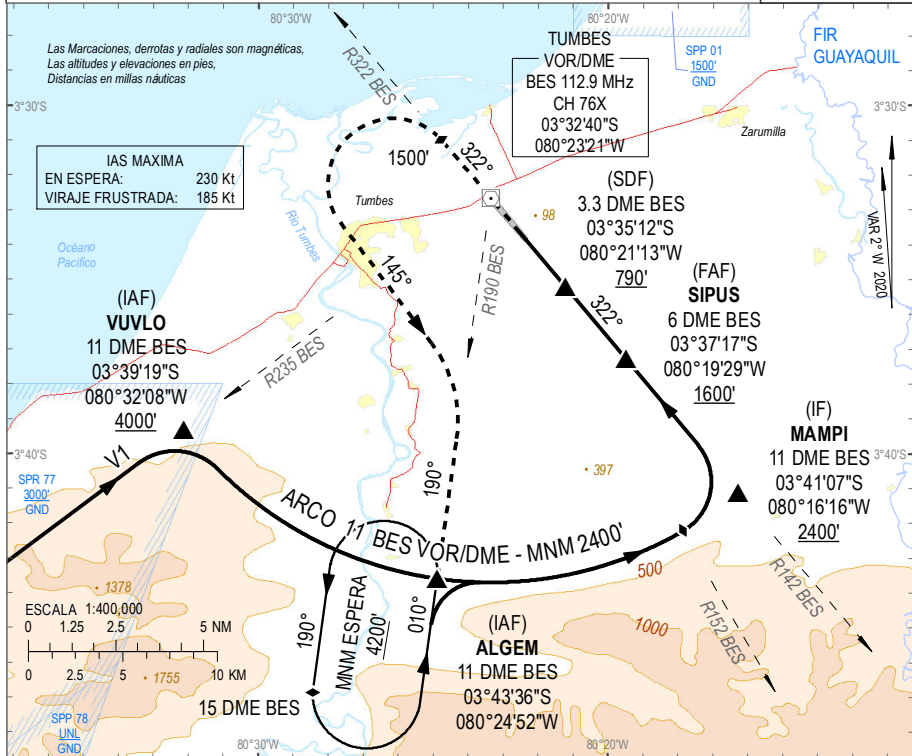 80°30'W
80°20'W
Las Marcaciones, derrotas y radiales son magnéticas,
Las altitudes y elevaciones en pies,
Distancias en millas náuticas
R322 BES
TUMBES
VOR/DME
BES 112.9 MHz
CH 76X
03°32'40"S
080°23'21"W
SPP 01
1500'
GND
FIR
GUAYAQUIL
3°30'S
3°30'S
Zarumilla
IAS MAXIMA
EN ESPERA: 230 Kt
VIRAJE FRUSTRADA: 185 Kt
1500'
322°
Tumbes
Río Tumbes
98
(SDF)
3.3 DME BES
03°35'12"S
080°21'13"W
790'
VAR 2° W 2020
Océano
Pacífico
145°
R190 BES
322°
(FAF)
SIPUS
6 DME BES
03°37'17"S
080°19'29"W
1600'
(IAF)
VUVLO
11 DME BES
03°39'19"S
080°32'08"W
4000'
R235 BES
(IF)
MAMPI
11 DME BES
03°41'07"S
080°16'16"W
2400'
3°40'S
3°40'S
V1
SPR 77
3000'
GND
397
190°
ARCO 11 BES VOR/DME - MNM 2400'
500
1000
R142 BES
R152 BES
1378
ESCALA 1:400,000
0 1.25 2.5 5 NM
0 2.5 5 10 KM
1755
190°
MNM ESPERA
4200'
010°
(IAF)
ALGEM
11 DME BES
03°43'36"S
080°24'52"W
15 DME BES
SPP 78
UNL
GND
80°30'W
80°20'W